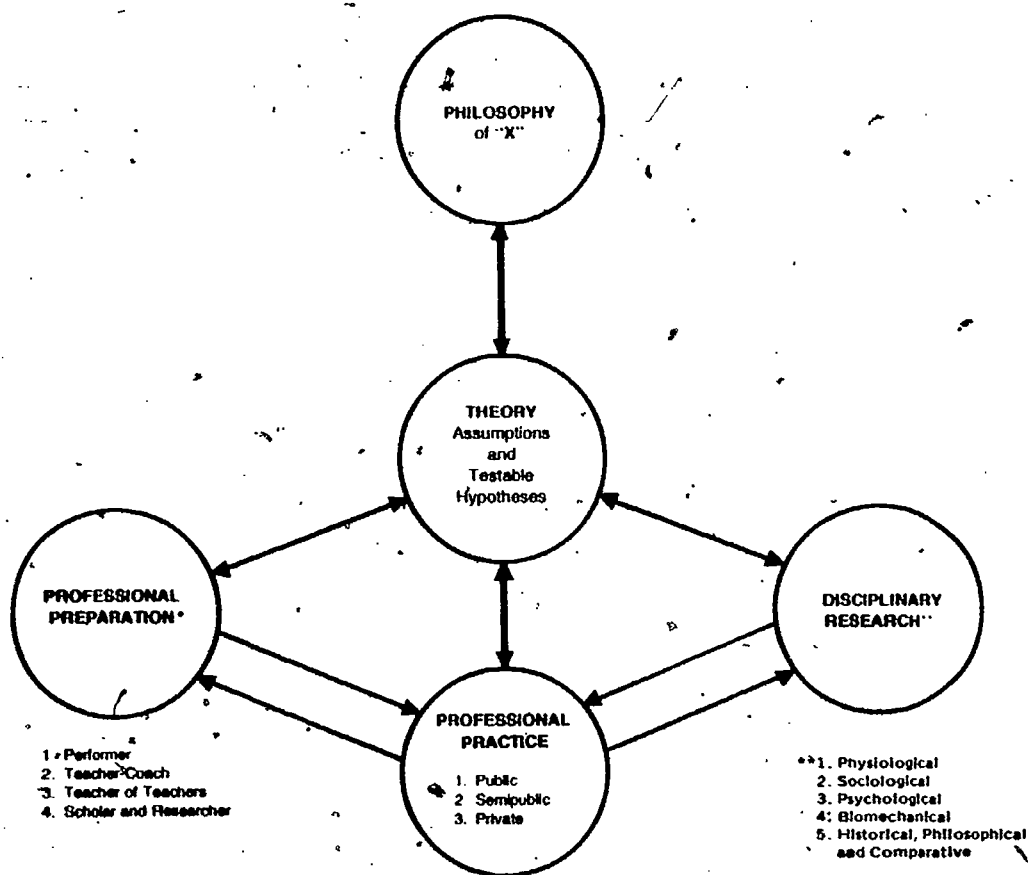 PHILOSOPHY
of "X"
THEORY
Assumptions
and
Testable
Hypotheses
PROFESSIONAL
PREPARATION*
DISCIPLINARY
RESEARCH**
PROFESSIONAL
PRACTICE
1. Public
2 Semipublic
3. Private
1. Performer
2. Teacher-Coach
3. Teacher of Teachers
4. Scholar and Researcher
**1. Physiological
2. Sociological
3. Psychological
4. Biomechanical
5. Historical, Philosophical
and Comparative